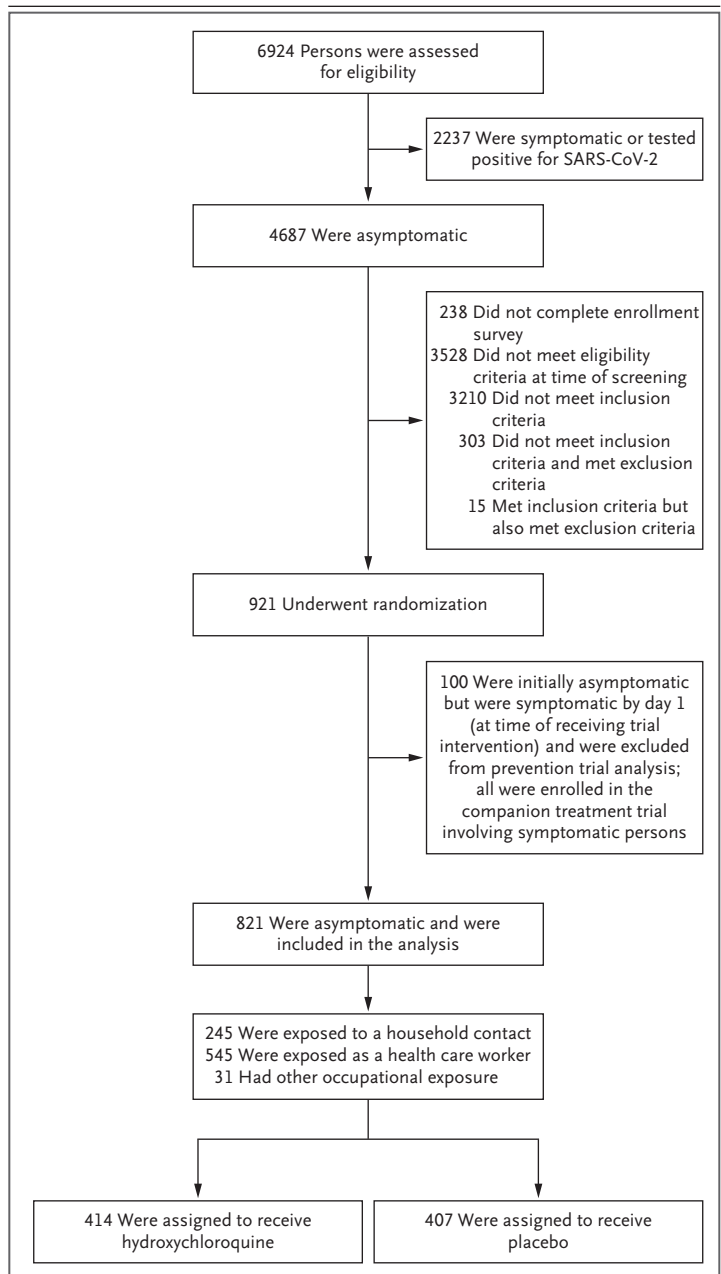 6924 Persons were assessed
for eligibility
2237 Were symptomatic or tested
positive for SARS-CoV-2
4687 Were asymptomatic
238 Did not complete enrollment
survey
3528 Did not meet eligibility
criteria at time of screening
3210 Did not meet inclusion
criteria
303 Did not meet inclusion
criteria and met exclusion
criteria
15 Met inclusion criteria but
also met exclusion criteria
921 Underwent randomization
100 Were initially asymptomatic
but were symptomatic by day 1
(at time of receiving trial
intervention) and were excluded
from prevention trial analysis;
all were enrolled in the
companion treatment trial
involving symptomatic persons
821 Were asymptomatic and were
included in the analysis
245 Were exposed to a household contact
545 Were exposed as a health care worker
31 Had other occupational exposure
414 Were assigned to receive
hydroxychloroquine
407 Were assigned to receive
placebo